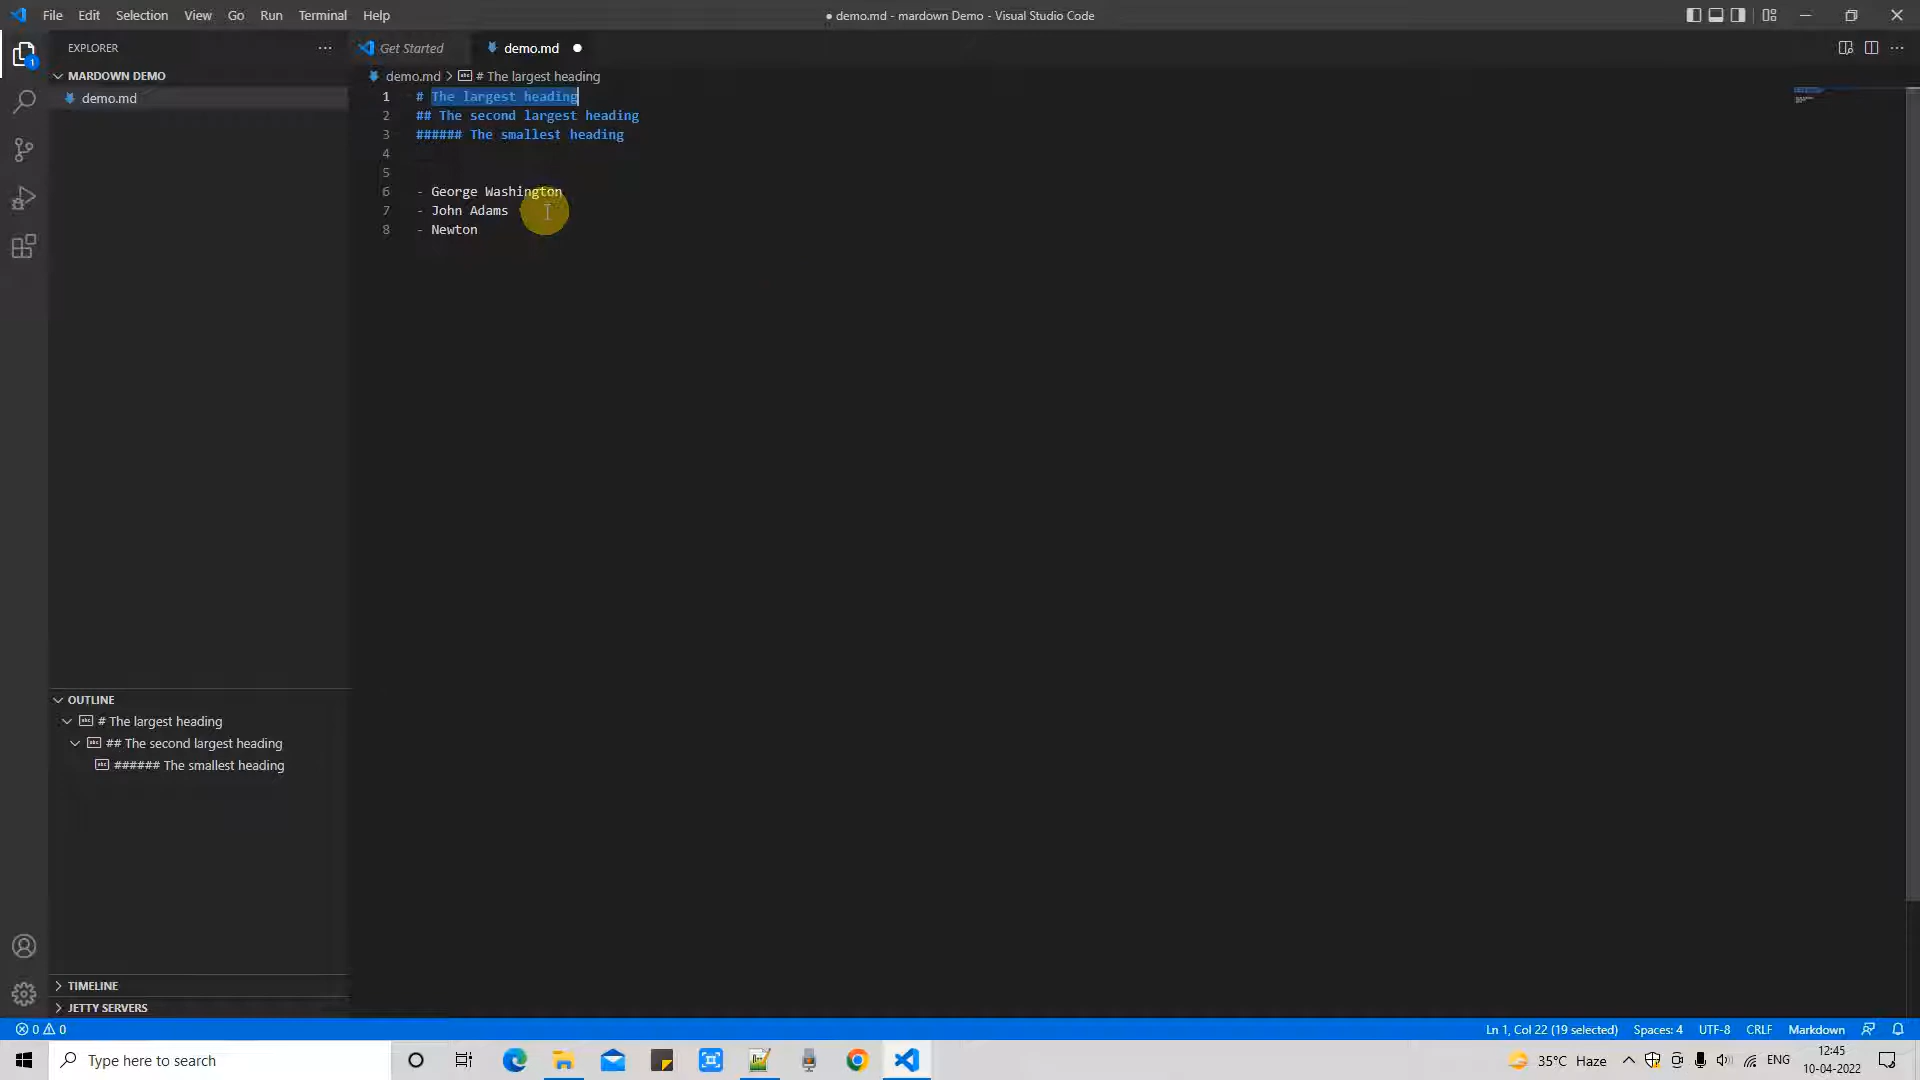 File Edit Selection View Go Run Terminal Help
● demo.md - mardown Demo - Visual Studio Code
EXPLORER
Get Started
demo.md
MARDOWN DEMO
demo.md
demo.md > # The largest heading
1 # The largest heading
2 ## The second largest heading
3 ###### The smallest heading
4
5
6 - George Washington
7 - John Adams
8 - Newton
1
OUTLINE
# The largest heading
## The second largest heading
###### The smallest heading
TIMELINE
JETTY SERVERS
0 0
Ln 1, Col 22 (19 selected) Spaces: 4 UTF-8 CRLF Markdown
Type here to search
35°C Haze
ENG
12:45
10-04-2022